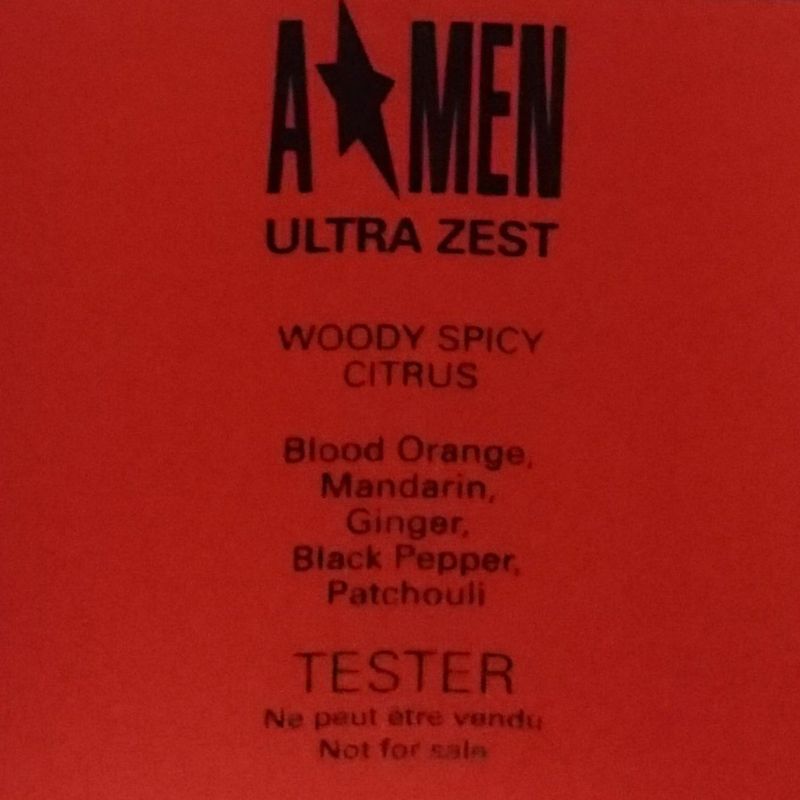 A★MEN
ULTRA ZEST
WOODY SPICY
CITRUS
Blood Orange,
Mandarin,
Ginger,
Black Pepper,
Patchouli
TESTER
Ne peut être vendu
Not for sale